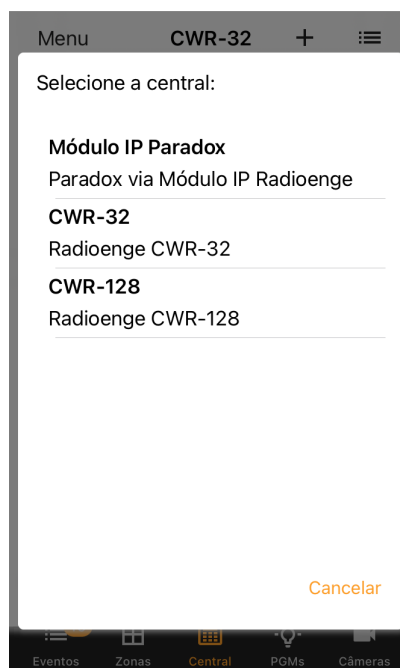 Menu CWR-32 +
Selecione a central:
Módulo IP Paradox
Paradox via Módulo IP Radioenge
CWR-32
Radioenge CWR-32
CWR-128
Radioenge CWR-128
Cancelar
Eventos Zonas Central PGMs Câmeras